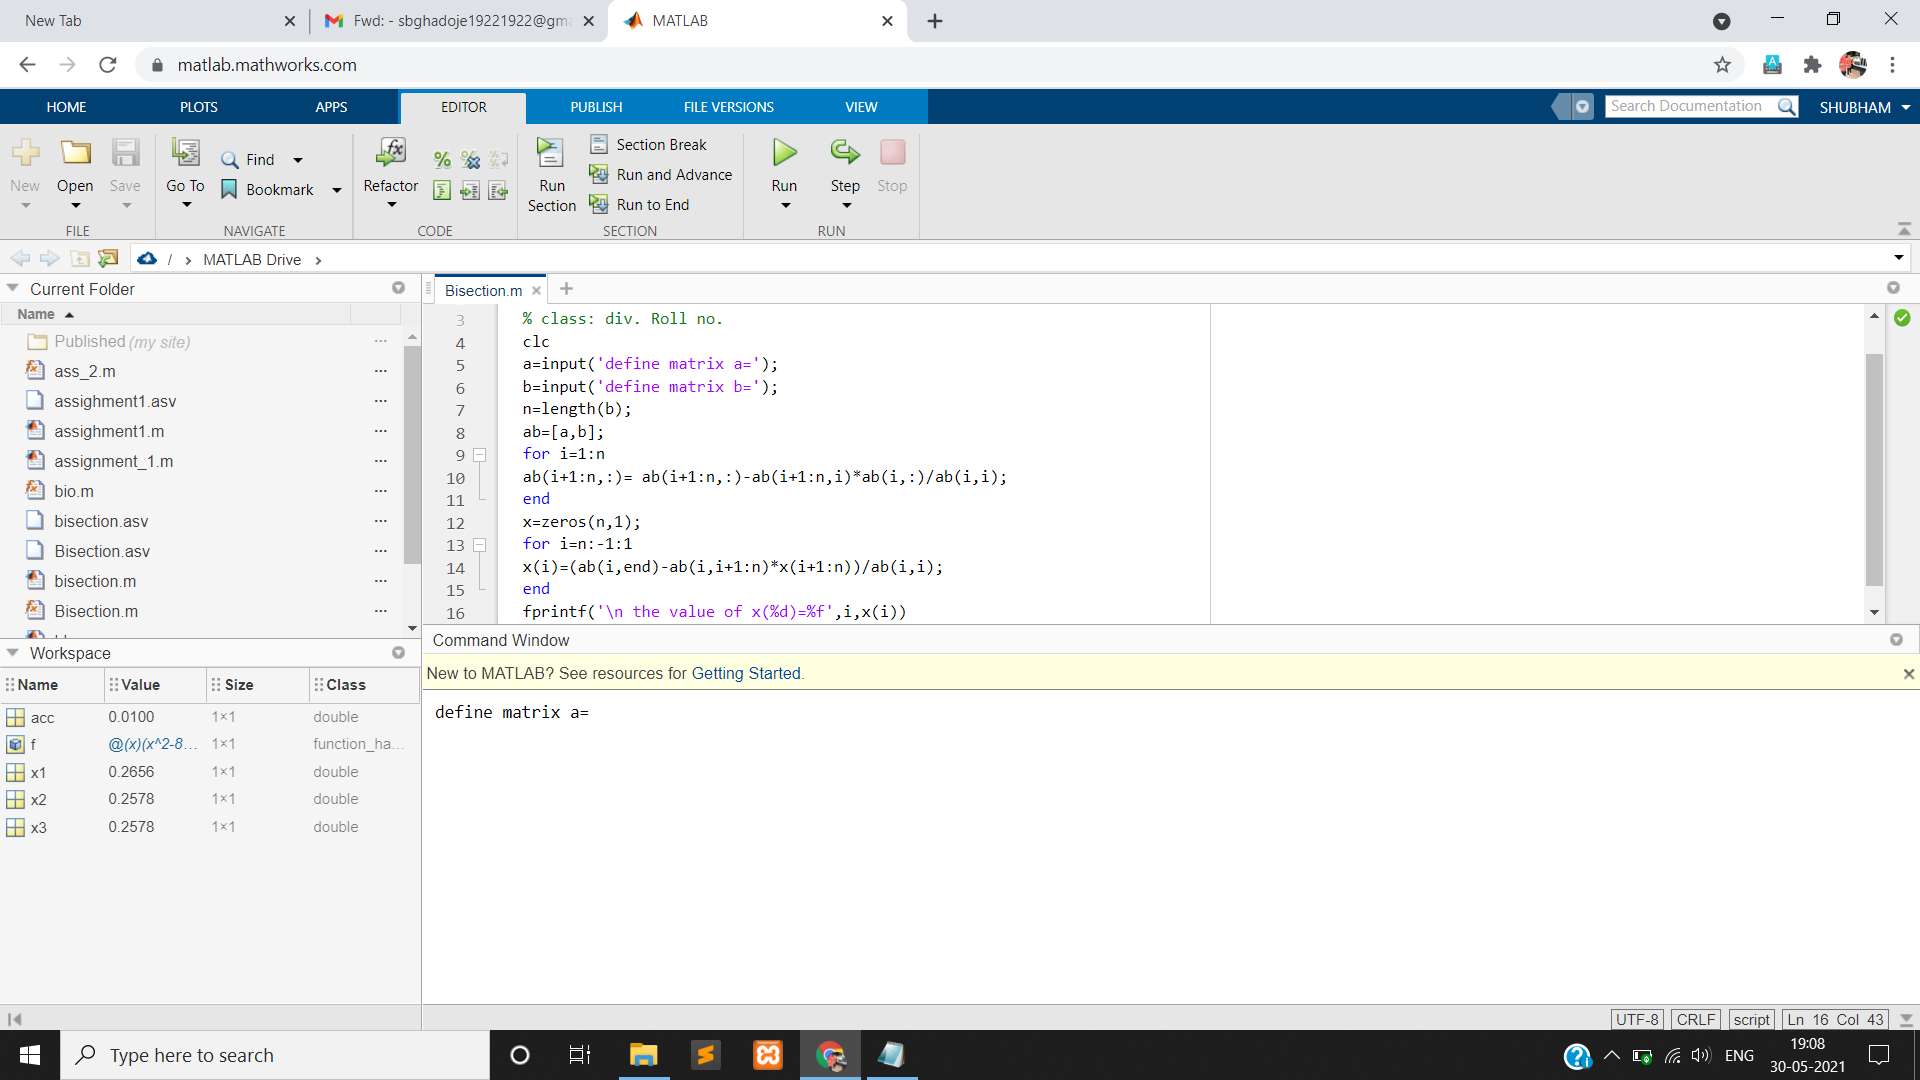 New Tab
Fwd: - sbghadoje19221922@gm
MATLAB
matlab.mathworks.com
HOME PLOTS APPS EDITOR PUBLISH FILE VERSIONS VIEW
Search Documentation SHUBHAM
New Open Save
FILE
Go To Find Bookmark
NAVIGATE
Refactor
CODE
Run Section
Section Break
Run and Advance
Run to End
SECTION
Run Step Stop
RUN
/ > MATLAB Drive >
Current Folder
Name
Published (my site)
ass_2.m
assighment1.asv
assighment1.m
assignment_1.m
bio.m
bisection.asv
Bisection.asv
bisection.m
Bisection.m
Workspace
Name Value Size Class
acc 0.0100 1×1 double
f @(x)(x^2-8... 1×1 function_ha...
x1 0.2656 1×1 double
x2 0.2578 1×1 double
x3 0.2578 1×1 double
Bisection.m
3 % class: div. Roll no.
4 clc
5 a=input('define matrix a=');
6 b=input('define matrix b=');
7 n=length(b);
8 ab=[a,b];
9 for i=1:n
10 ab(i+1:n,:)= ab(i+1:n,:)-ab(i+1:n,i)*ab(i,:)/ab(i,i);
11 end
12 x=zeros(n,1);
13 for i=n:-1:1
14 x(i)=(ab(i,end)-ab(i,i+1:n)*x(i+1:n))/ab(i,i);
15 end
16 fprintf('\n the value of x(%d)=%f',i,x(i))
Command Window
New to MATLAB? See resources for Getting Started.
define matrix a=
UTF-8 CRLF script Ln 16 Col 43
Type here to search
ENG
19:08
30-05-2021